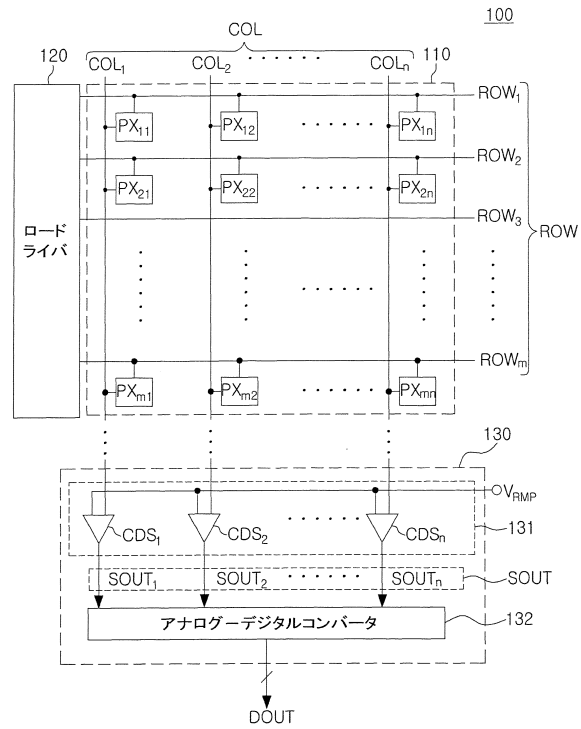 100
COL
120
COL1 COL2 COLn 110
ROW1
PX11 PX12 PX1n
ROW2
PX21 PX22 PX2n
ROW3
ロード
ライバ
ROW
ROWm
PXm1 PXm2 PXmn
130
VRMP
CDS1 CDS2 CDSn 131
SOUT1 SOUT2 SOUTn SOUT
アナログーデジタルコンバータ 132
DOUT